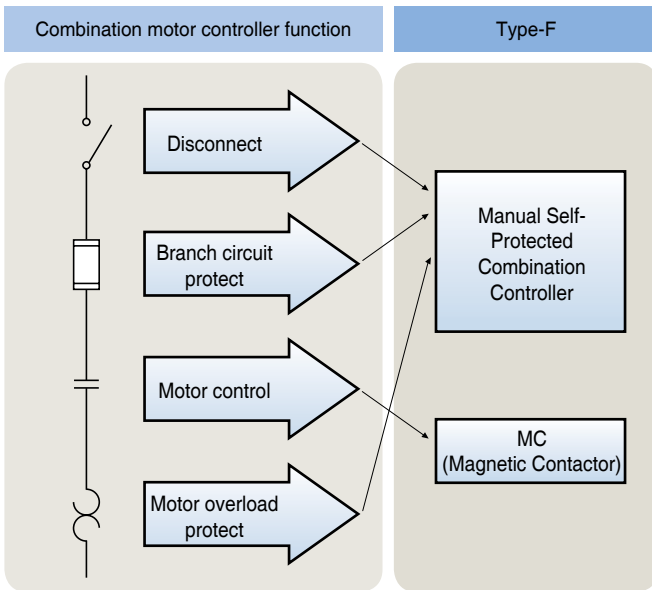 Combination motor controller function
Type-F
Disconnect
Branch circuit
protect
Motor control
Motor overload
protect
Manual Self-
Protected
Combination
Controller
MC
(Magnetic Contactor)